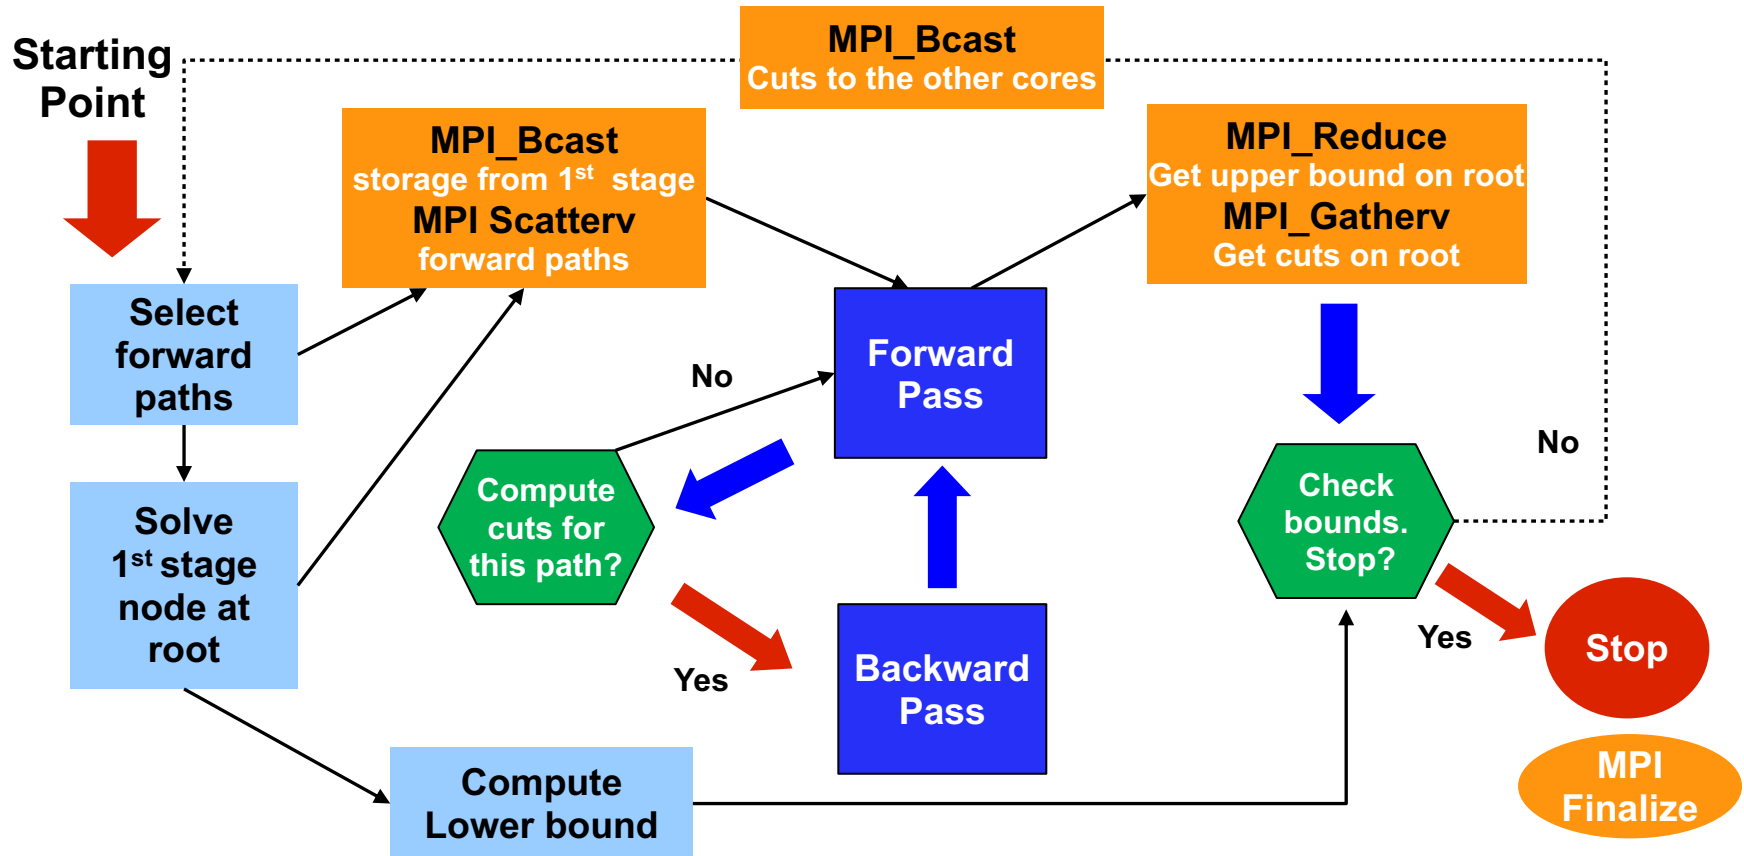 Starting
Point
MPI_Bcast
Cuts to the other cores
MPI_Bcast
storage from 1st stage
MPI Scatterv
forward paths
MPI_Reduce
Get upper bound on root
MPI_Gatherv
Get cuts on root
Select
forward
paths
Forward
Pass
No
No
Solve
1st stage
node at
root
Compute
cuts for
this path?
Check
bounds.
Stop?
Yes
Yes
Backward
Pass
Stop
Compute
Lower bound
MPI
Finalize